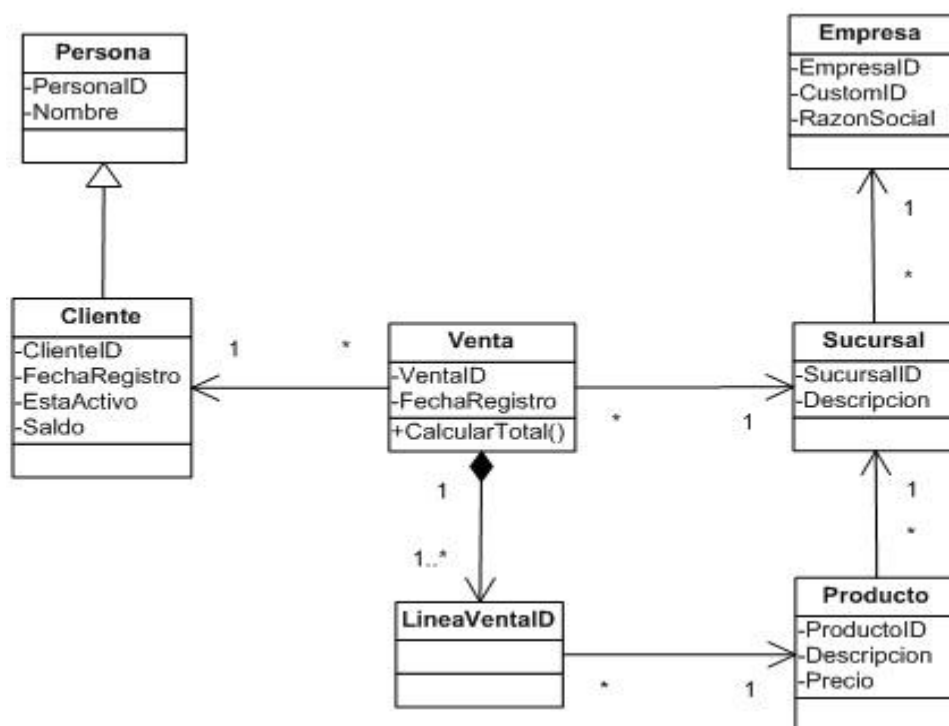 Persona
-PersonaID
-Nombre
Empresa
-EmpresaID
-CustomID
-RazonSocial
1
*
Cliente
-ClienteID
-FechaRegistro
-EstaActivo
-Saldo
1
*
Venta
-VentaID
-FechaRegistro
+CalcularTotal()
*
1
Sucursal
-SucursalID
-Descripcion
1
1..*
1
*
LineaVentaID
*
1
Producto
-ProductoID
-Descripcion
-Precio